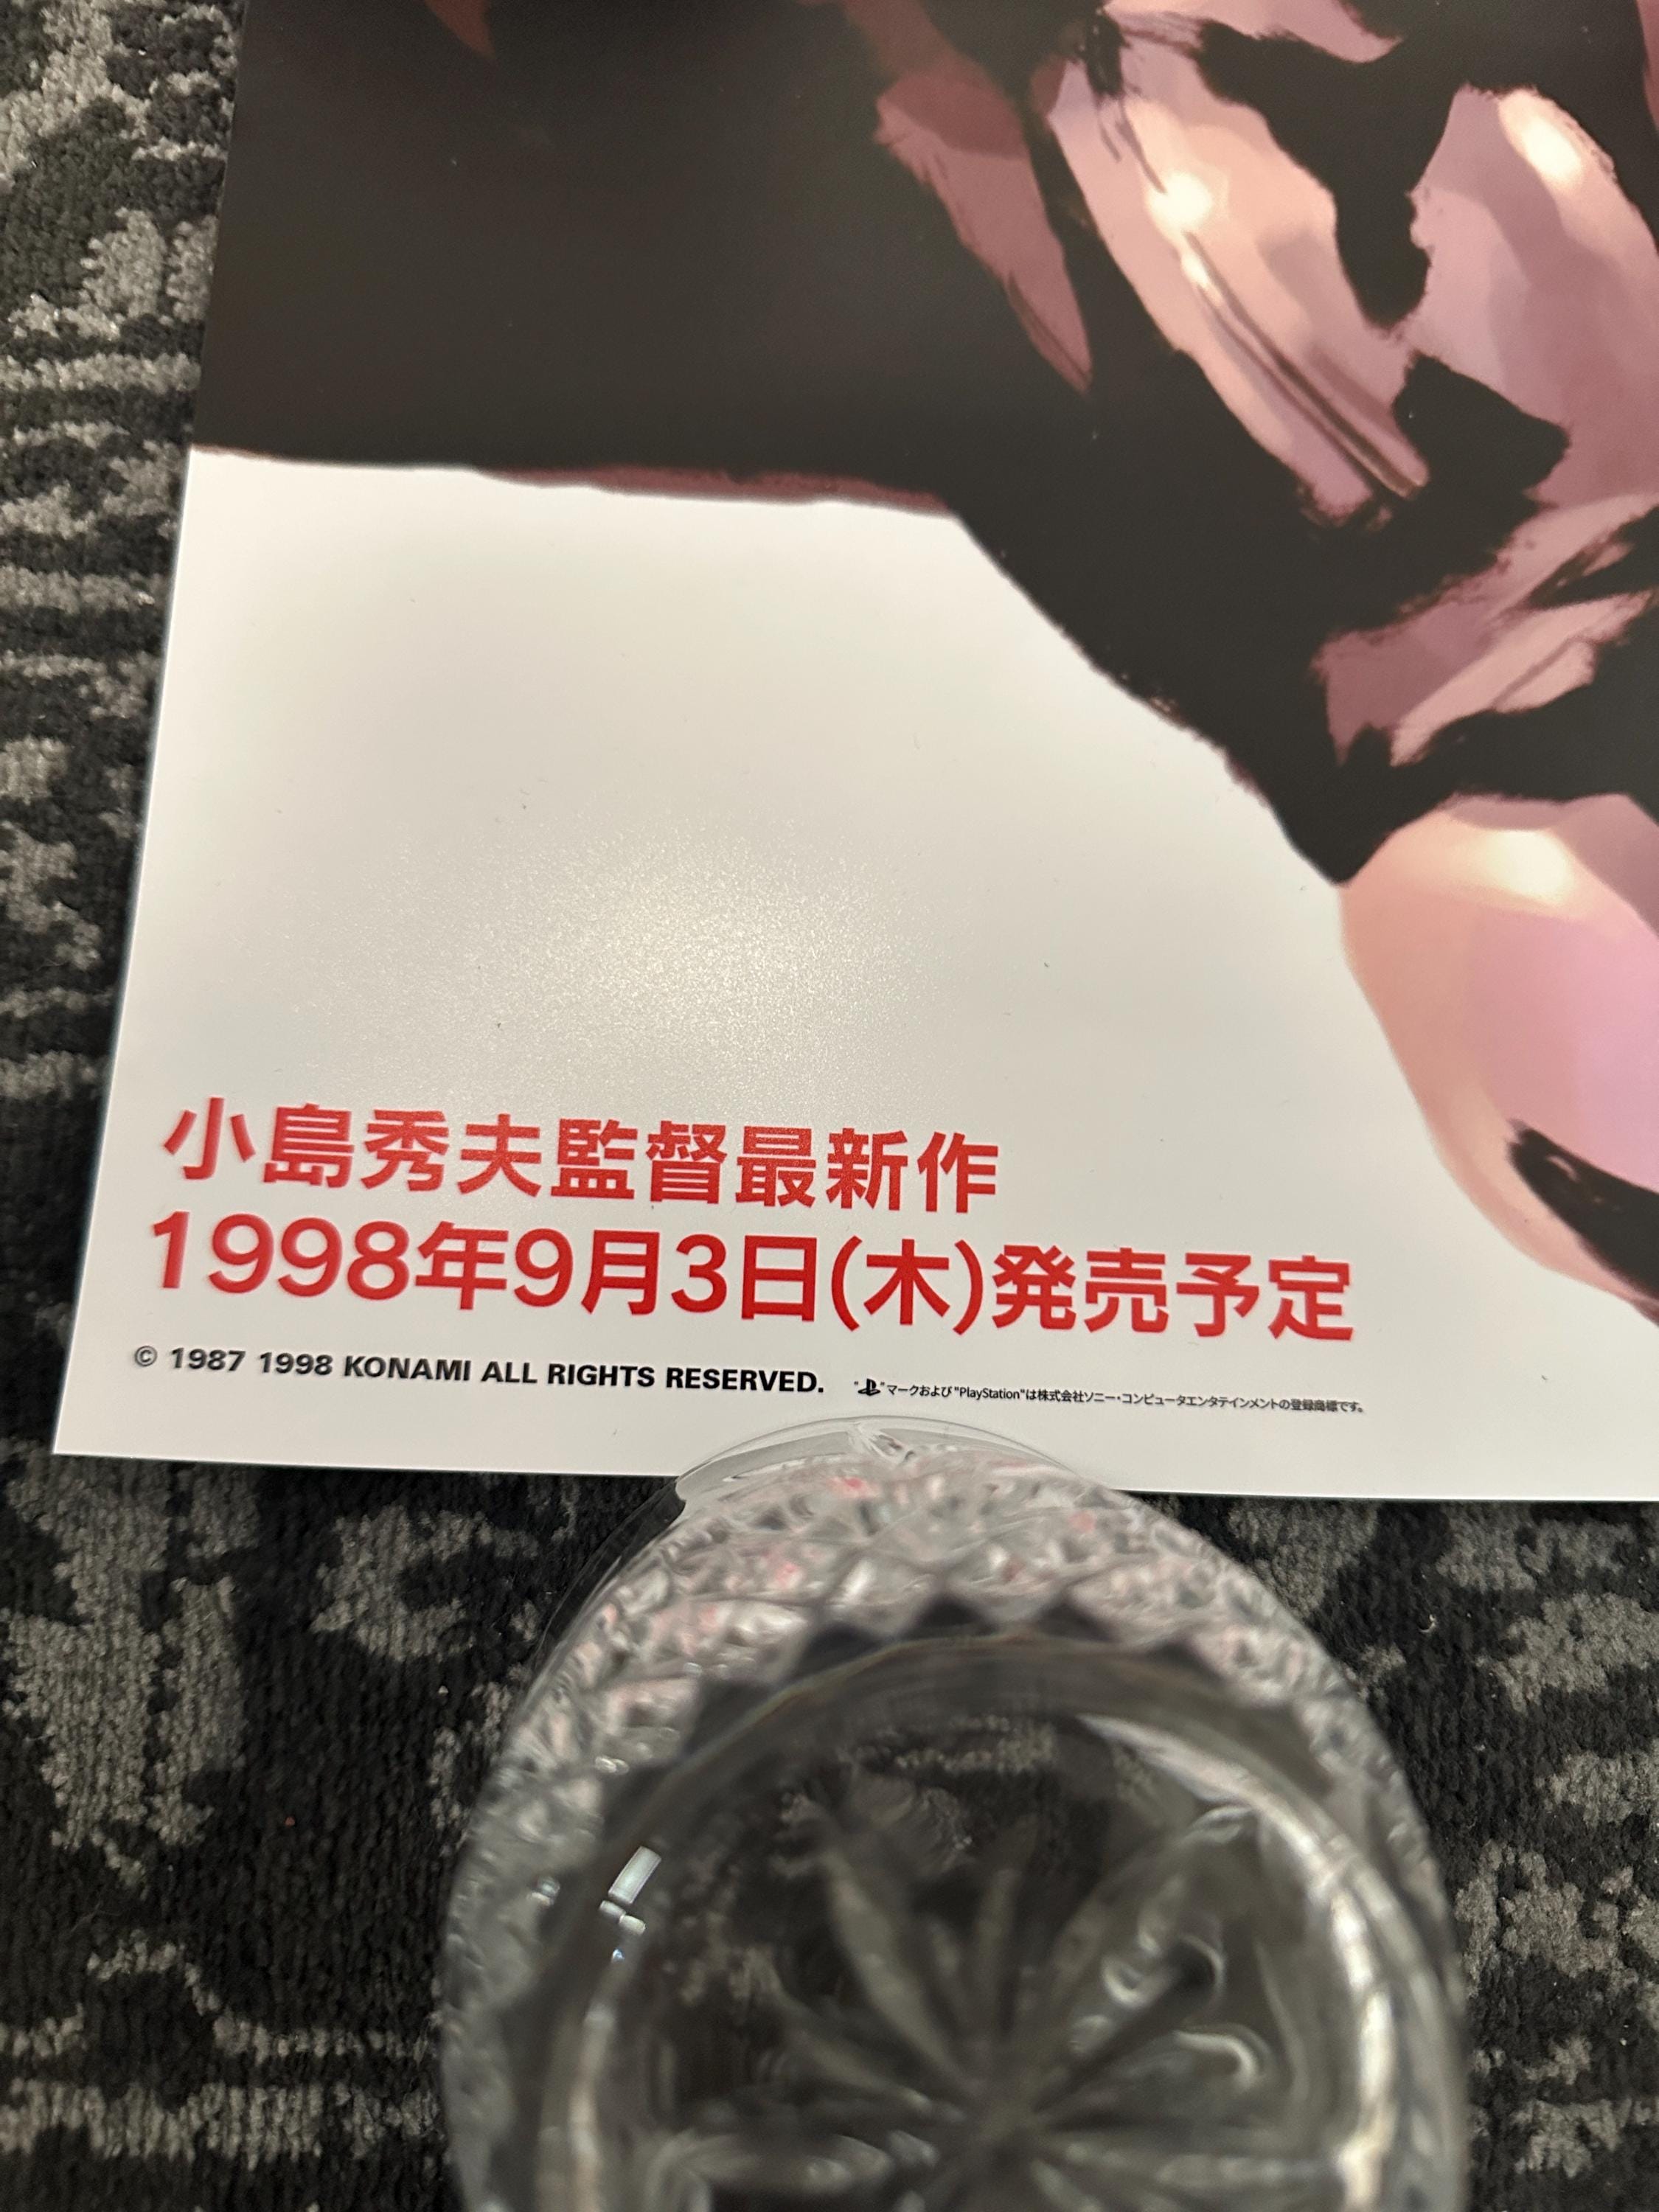 小島秀夫監督最新作
1998年9月3日(木)発売予定
© 1987 1998 KONAMI ALL RIGHTS RESERVED.
" "マークおよび"PlayStation"は株式会社ソニー・コンピュータエンタテインメントの登録商標です。